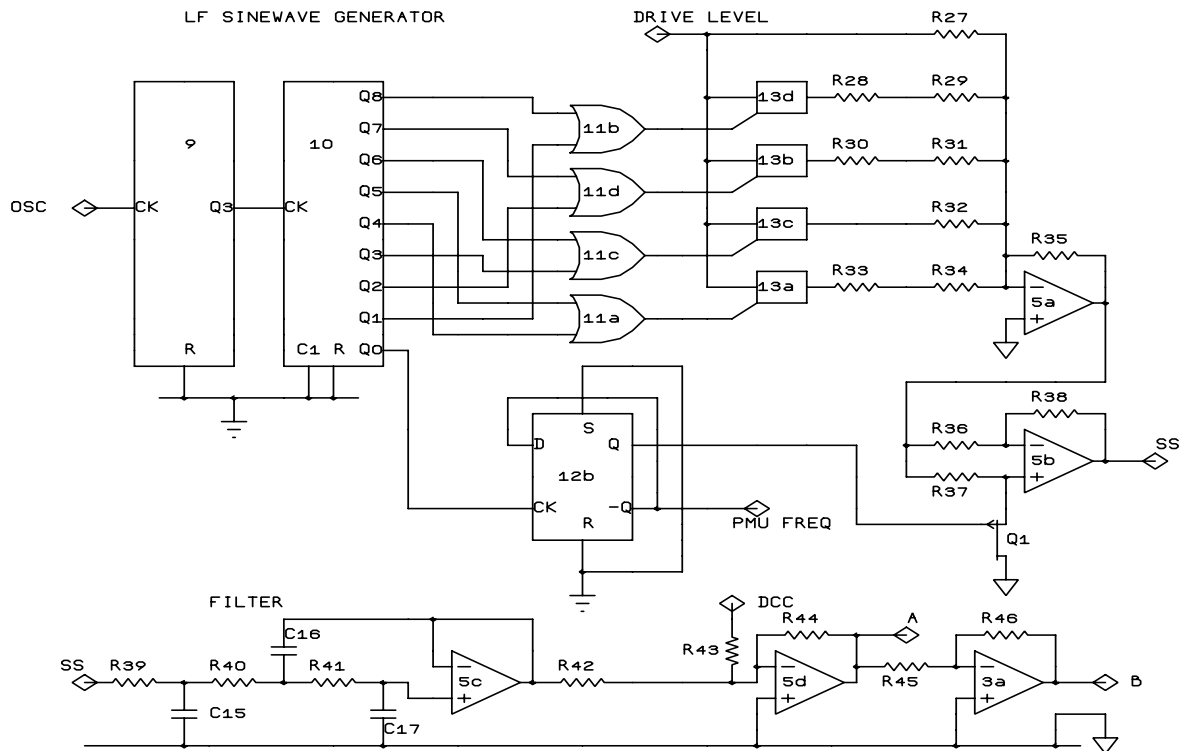 LF SINEWAVE GENERATOR
DRIVE LEVEL
R27
Q8
13d
R28
R29
Q7
11b
9
10
Q6
13b
R30
R31
Q5
11d
OSC
CK
Q3
CK
Q4
13c
R32
Q3
11c
R35
Q2
13a
R33
R34
-
5a
+
Q1
11a
R
C1
R
Q0
R38
S
D
Q
R36
-
5b
+
SS
12b
R37
CK
-Q
R
PMU FREQ
Q1
FILTER
DCC
C16
R44
A
R46
SS
R39
R40
R41
-
5c
+
R42
R43
-
5d
+
R45
-
3a
+
B
C15
C17